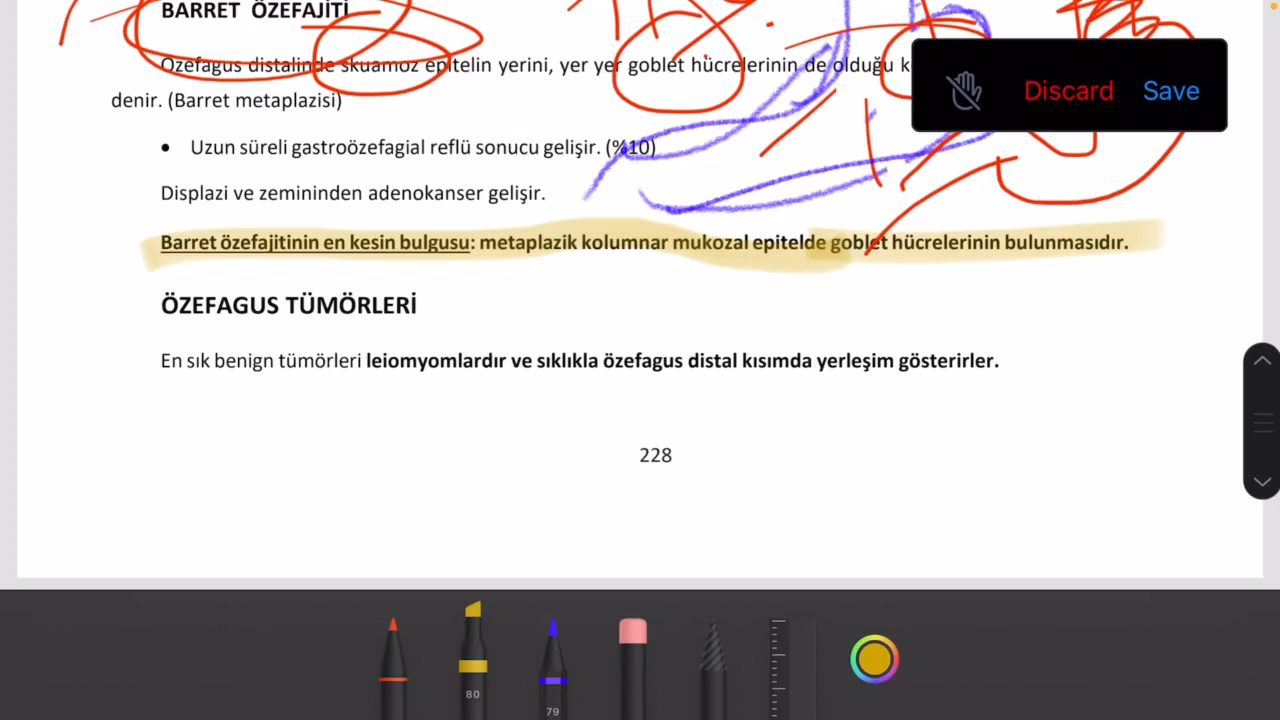 BARRET ÖZEFAJİTİ
Özefagus distalinde skuamöz epitelin yerini, yer yer goblet hücrelerinin de olduğu
denir. (Barret metaplazisi)
Discard Save
• Uzun süreli gastroözefagial reflü sonucu gelişir. (%10)
Displazi ve zemininden adenokanser gelişir.
Barret özefajitinin en kesin bulgusu: metaplazik kolumnar mukozal epitelde goblet hücrelerinin bulunmasıdır.
ÖZEFAGUS TÜMÖRLERİ
En sık benign tümörleri leiomyomlardır ve sıklıkla özefagus distal kısımda yerleşim gösterirler.
228
80
79